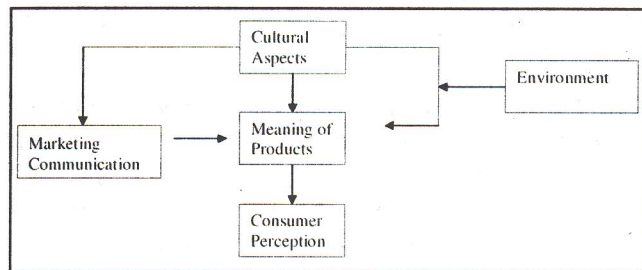 Cultural
Aspects
Environment
Marketing
Communication
Meaning of
Products
Consumer
Perception